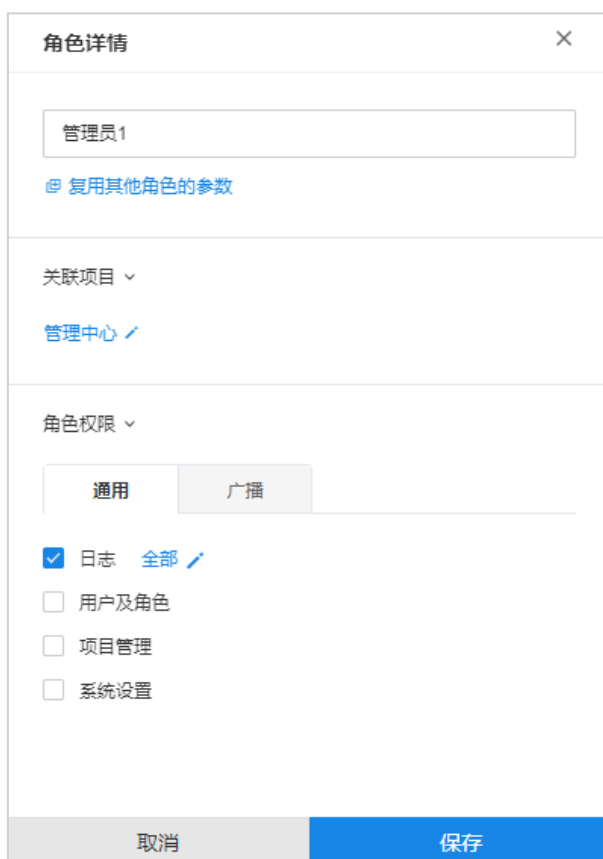 角色详情
管理员1
复用其他角色的参数
关联项目
管理中心
角色权限
通用 广播
日志 全部
用户及角色
项目管理
系统设置
取消 保存